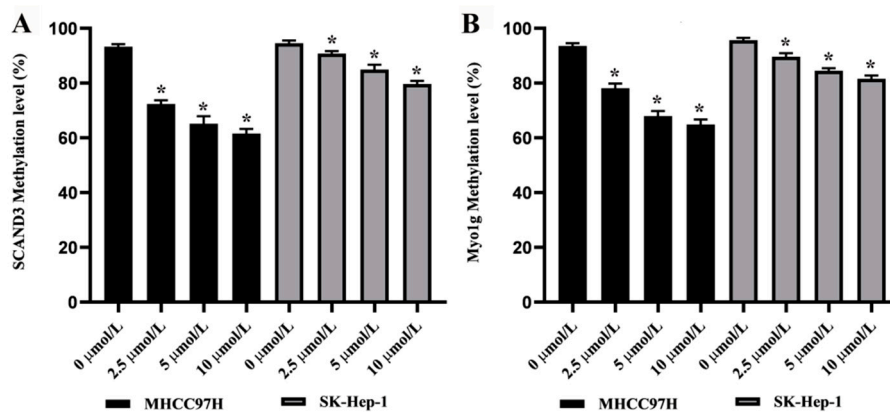 A
SCAND3 Methylation level (%)
100
80
60
40
20
0
* * * * * *
0 μmol/L 2.5 μmol/L 5 μmol/L 10 μmol/L 0 μmol/L 2.5 μmol/L 5 μmol/L 10 μmol/L
MHCC97H SK-Hep-1
B
Myo1g Methylation level (%)
100
80
60
40
20
0
* * * * * *
0 μmol/L 2.5 μmol/L 5 μmol/L 10 μmol/L 0 μmol/L 2.5 μmol/L 5 μmol/L 10 μmol/L
MHCC97H SK-Hep-1